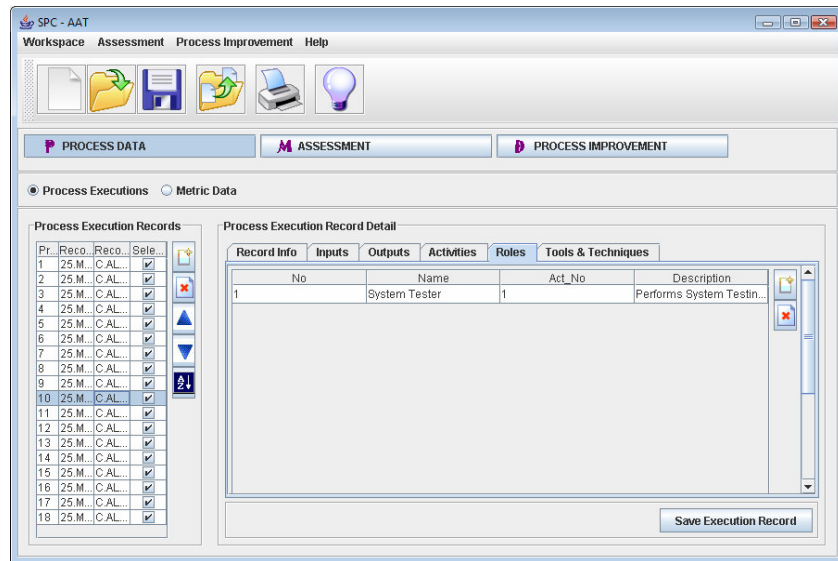 SPC - AAT
Workspace Assessment Process Improvement Help
P PROCESS DATA M ASSESSMENT PROCESS IMPROVEMENT
Process Executions Metric Data
Process Execution Records Process Execution Record Detail
Record Info Inputs Outputs Activities Roles Tools & Techniques
Pr... Reco... Reco... Sele...
No Name Act_No Description
1 System Tester 1 Performs System Testin...
1 25.M... C.AL...
2 25.M... C.AL...
3 25.M... C.AL...
4 25.M... C.AL...
5 25.M... C.AL...
6 25.M... C.AL...
7 25.M... C.AL...
8 25.M... C.AL...
9 25.M... C.AL...
10 25.M... C.AL...
11 25.M... C.AL...
12 25.M... C.AL...
13 25.M... C.AL...
14 25.M... C.AL...
15 25.M... C.AL...
16 25.M... C.AL...
17 25.M... C.AL...
18 25.M... C.AL...
A
Z
Save Execution Record